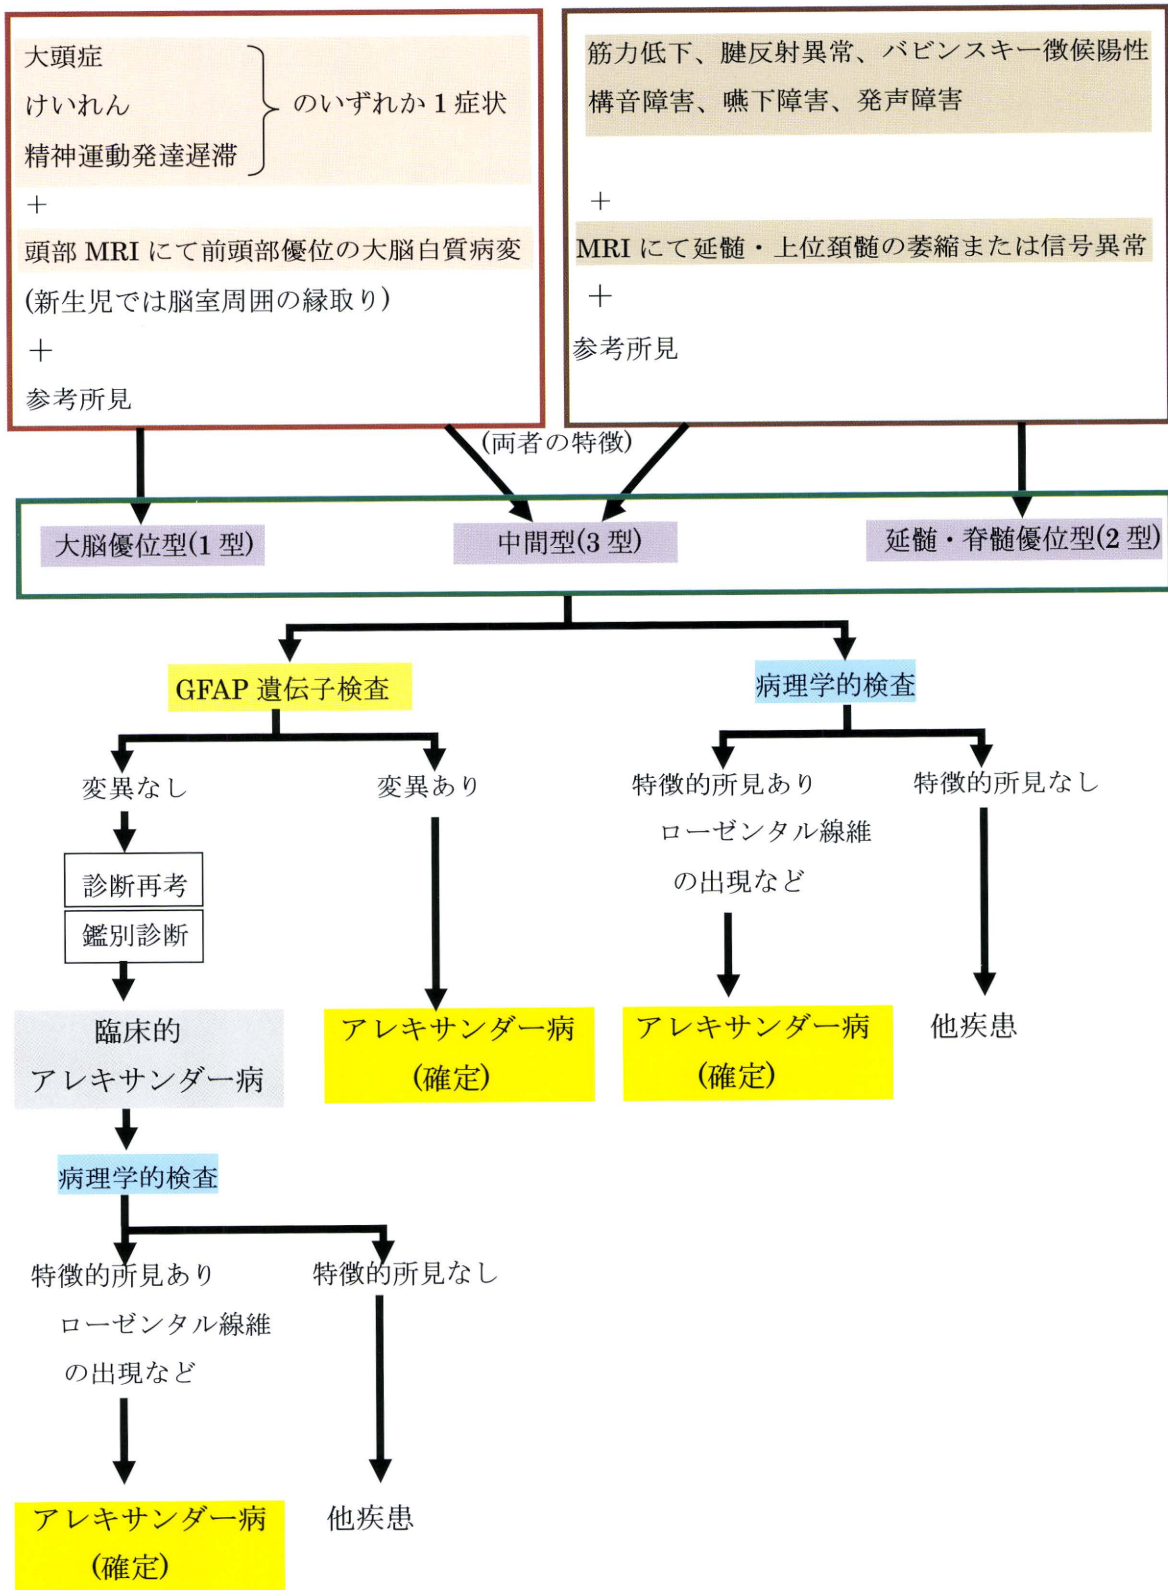 大頭症
けいれん
精神運動発達遅滞
のいずれか 1 症状
+
頭部 MRI にて前頭部優位の大脳白質病変
(新生児では脳室周囲の縁取り)
+
参考所見
筋力低下、腱反射異常、バビンスキー徴候陽性
構音障害、嚥下障害、発声障害
+
MRI にて延髄・上位頚髄の萎縮または信号異常
+
参考所見
(両者の特徴)
大脳優位型(1 型)
中間型(3 型)
延髄・脊髄優位型(2 型)
GFAP 遺伝子検査
病理学的検査
変異なし
変異あり
特徴的所見あり
ローゼンタル線維
の出現など
特徴的所見なし
診断再考
鑑別診断
臨床的
アレキサンダー病
アレキサンダー病
(確定)
アレキサンダー病
(確定)
他疾患
病理学的検査
特徴的所見あり
ローゼンタル線維
の出現など
特徴的所見なし
アレキサンダー病
(確定)
他疾患